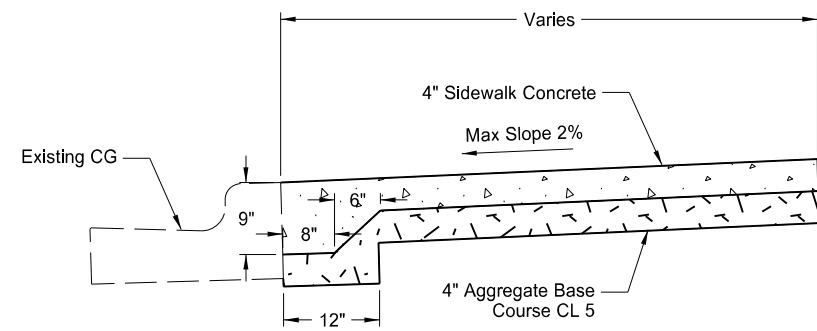 Varies
4" Sidewalk Concrete
Max Slope 2%
Existing CG
6"
9"
8"
4" Aggregate Base
Course CL 5
12"